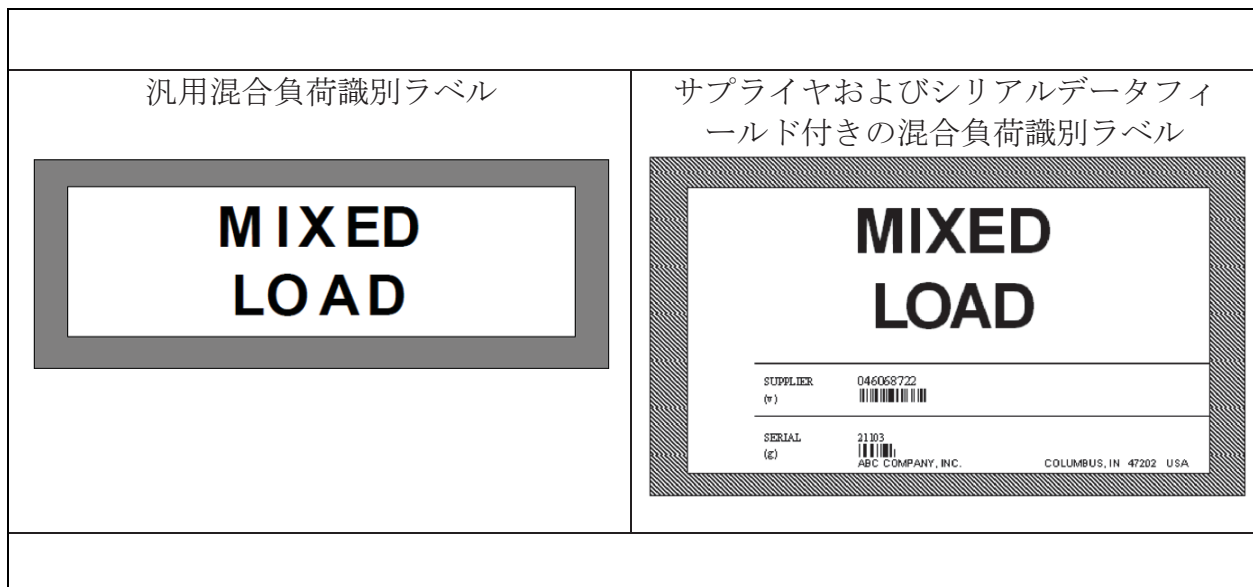 汎用混合負荷識別ラベル
MIXED
LOAD
サプライヤおよびシリアルデータフィ
ールド付きの混合負荷識別ラベル
MIXED
LOAD
SUPPLIER 046068722
(v)
SERIAL 21103
(g)
ABC COMPANY, INC. COLUMBUS, IN 47202 USA